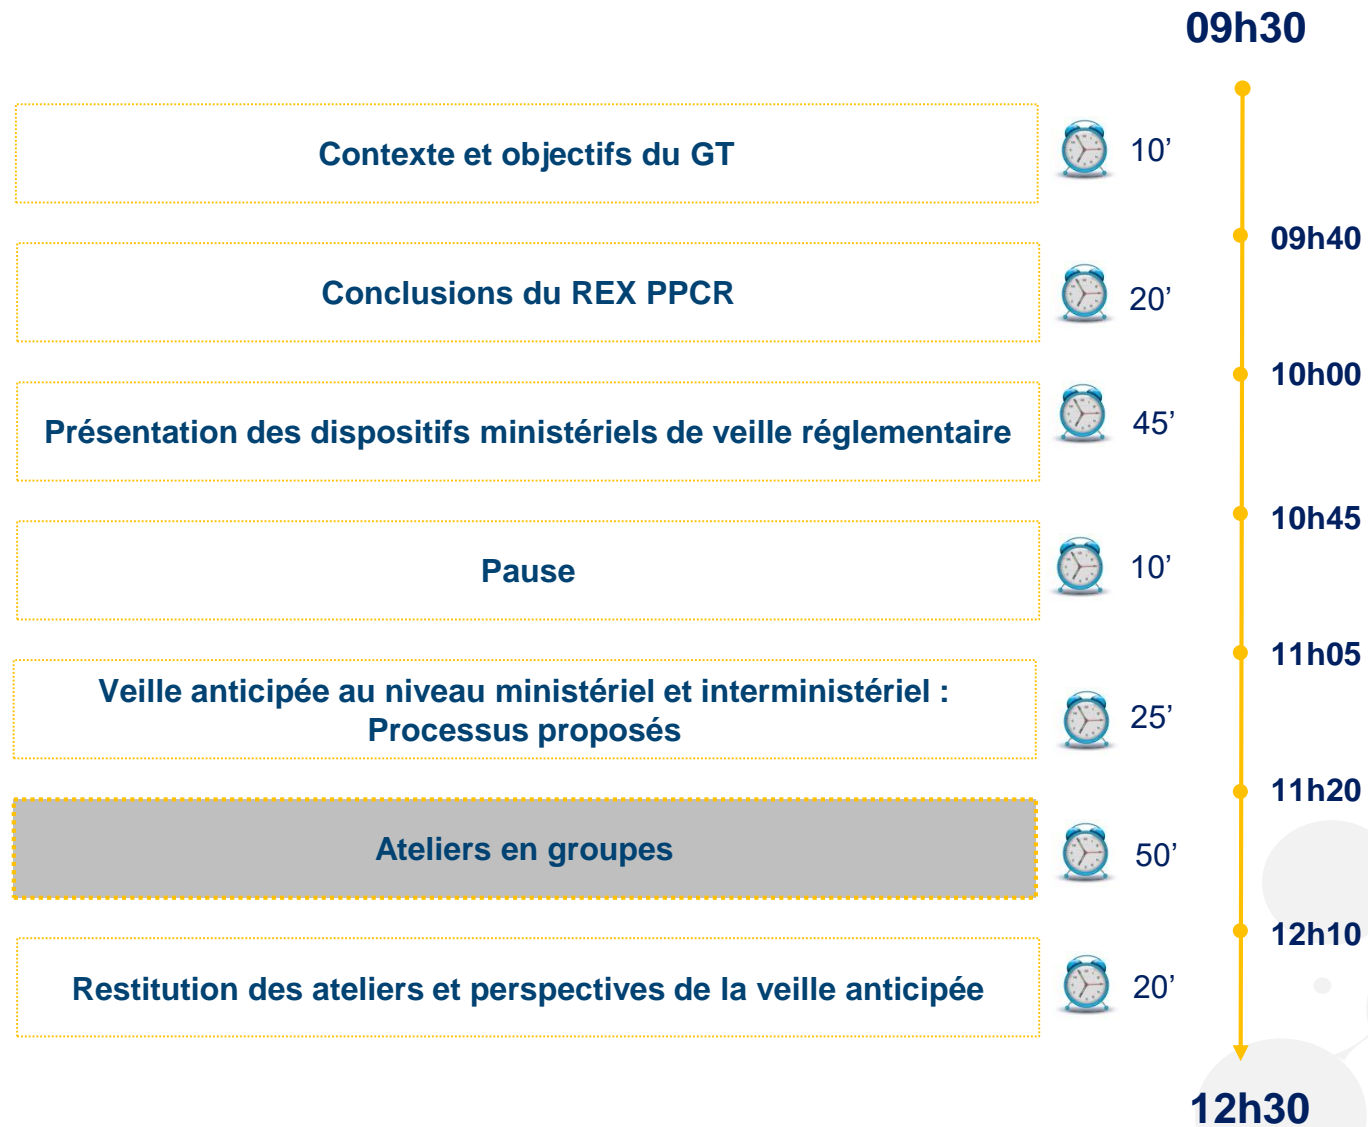 09h30
Contexte et objectifs du GT
10’
09h40
Conclusions du REX PPCR
20’
10h00
Présentation des dispositifs ministériels de veille réglementaire
45’
10h45
Pause
10’
11h05
Veille anticipée au niveau ministériel et interministériel :
Processus proposés
25’
11h20
Ateliers en groupes
50’
12h10
Restitution des ateliers et perspectives de la veille anticipée
20’
12h30